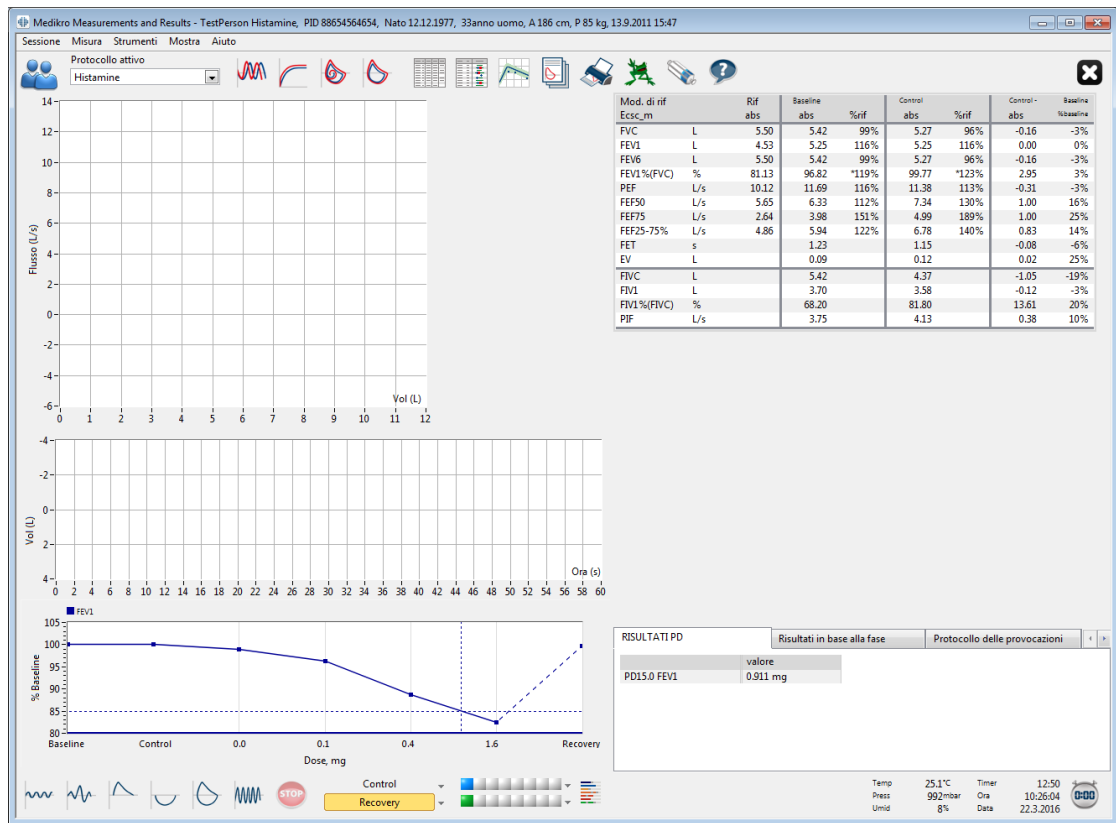 Medikro Measurements and Results - TestPerson Histamine, PID 88654564654, Nato 12.12.1977, 33anno uomo, A 186 cm, P 85 kg, 13.9.2011 15:47
Sessione Misura Strumenti Mostra Aiuto
Protocollo attivo
Histamine
14
12
10
8
6
4
2
0
-2
-4
-6
Flusso (L/s)
Vol (L)
0 1 2 3 4 5 6 7 8 9 10 11 12
-4
-2
0
2
4
Vol (L)
Ora (s)
0 2 4 6 8 10 12 14 16 18 20 22 24 26 28 30 32 34 36 38 40 42 44 46 48 50 52 54 56 58 60
FEV1
105
100
95
90
85
80
% Baseline
Baseline Control 0.0 0.1 0.4 1.6 Recovery
Dose, mg
Mod. di rif Rif Baseline Control Control - Baseline
Ecsc_m abs abs %rif abs %rif abs %baseline
FVC L 5.50 5.42 99% 5.27 96% -0.16 -3%
FEV1 L 4.53 5.25 116% 5.25 116% 0.00 0%
FEV6 L 5.50 5.42 99% 5.27 96% -0.16 -3%
FEV1%(FVC) % 81.13 96.82 *119% 99.77 *123% 2.95 3%
PEF L/s 10.12 11.69 116% 11.38 113% -0.31 -3%
FEF50 L/s 5.65 6.33 112% 7.34 130% 1.00 16%
FEF75 L/s 2.64 3.98 151% 4.99 189% 1.00 25%
FEF25-75% L/s 4.86 5.94 122% 6.78 140% 0.83 14%
FET s 1.23 1.15 -0.08 -6%
EV L 0.09 0.12 0.02 25%
FIVC L 5.42 4.37 -1.05 -19%
FIV1 L 3.70 3.58 -0.12 -3%
FIV1%(FIVC) % 68.20 81.80 13.61 20%
PIF L/s 3.75 4.13 0.38 10%
RISULTATI PD Risultati in base alla fase Protocollo delle provocazioni
valore
PD15.0 FEV1 0.911 mg
STOP
Control
Recovery
Temp 25.1°C Timer 12:50
Press 992mbar Ora 10:26:04
Umid 8% Data 22.3.2016
0:00